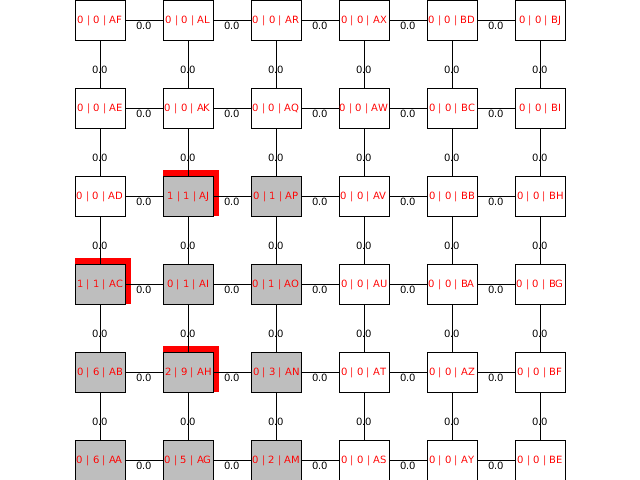 0 | 0 | AF 0.0 0 | 0 | AL 0.0 0 | 0 | AR 0.0 0 | 0 | AX 0.0 0 | 0 | BD 0.0 0 | 0 | BJ
0.0 0.0 0.0 0.0 0.0 0.0
0 | 0 | AE 0.0 0 | 0 | AK 0.0 0 | 0 | AQ 0.0 0 | 0 | AW 0.0 0 | 0 | BC 0.0 0 | 0 | BI
0.0 0.0 0.0 0.0 0.0 0.0
0 | 0 | AD 0.0 1 | 1 | AJ 0.0 0 | 1 | AP 0.0 0 | 0 | AV 0.0 0 | 0 | BB 0.0 0 | 0 | BH
0.0 0.0 0.0 0.0 0.0 0.0
1 | 1 | AC 0.0 0 | 1 | AI 0.0 0 | 1 | AO 0.0 0 | 0 | AU 0.0 0 | 0 | BA 0.0 0 | 0 | BG
0.0 0.0 0.0 0.0 0.0 0.0
0 | 6 | AB 0.0 2 | 9 | AH 0.0 0 | 3 | AN 0.0 0 | 0 | AT 0.0 0 | 0 | AZ 0.0 0 | 0 | BF
0.0 0.0 0.0 0.0 0.0 0.0
0 | 6 | AA 0.0 0 | 5 | AG 0.0 0 | 2 | AM 0.0 0 | 0 | AS 0.0 0 | 0 | AY 0.0 0 | 0 | BE